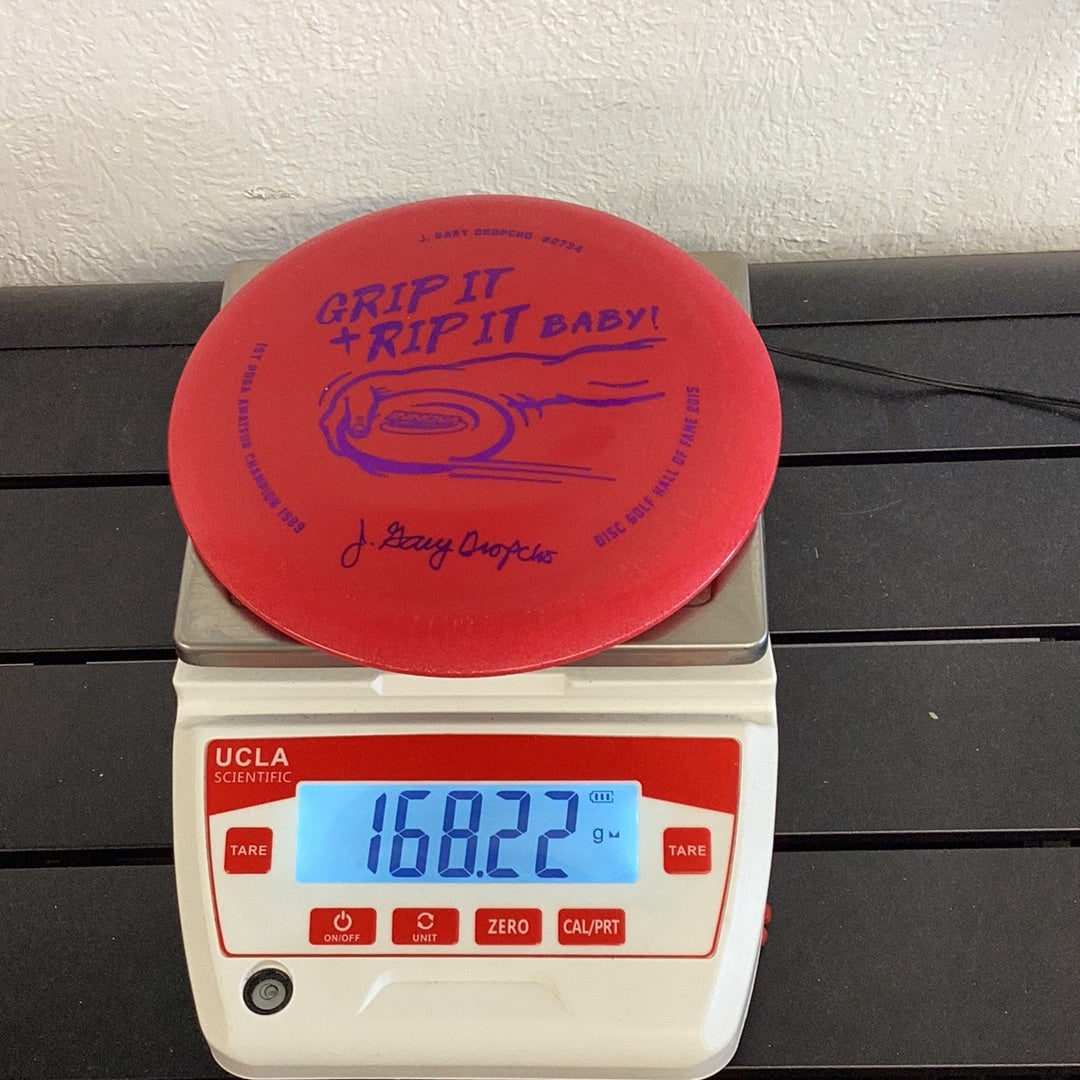 J. GARY DROPCHO #2734
GRIP IT
+ RIP IT BABY!
1ST PDGA AMATEUR CHAMPION 1989
DISC GOLF HALL OF FAME 2015
J. Gary Dropcho
UCLA
SCIENTIFIC
168.22
g
TARE
TARE
ON/OFF
UNIT
ZERO
CAL/PRT